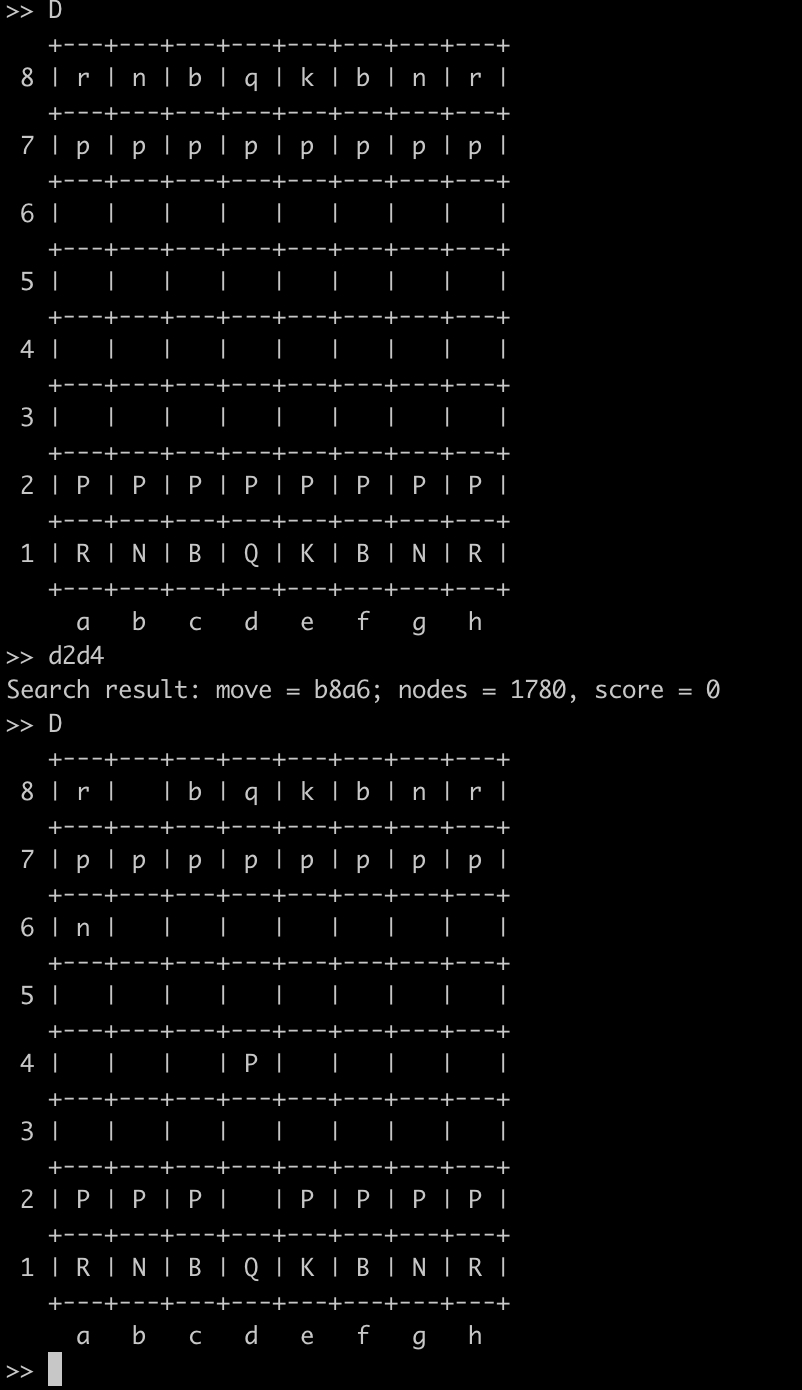 >> D
   +---+---+---+---+---+---+---+---+
 8 | r | n | b | q | k | b | n | r |
   +---+---+---+---+---+---+---+---+
 7 | p | p | p | p | p | p | p | p |
   +---+---+---+---+---+---+---+---+
 6 |   |   |   |   |   |   |   |   |
   +---+---+---+---+---+---+---+---+
 5 |   |   |   |   |   |   |   |   |
   +---+---+---+---+---+---+---+---+
 4 |   |   |   |   |   |   |   |   |
   +---+---+---+---+---+---+---+---+
 3 |   |   |   |   |   |   |   |   |
   +---+---+---+---+---+---+---+---+
 2 | P | P | P | P | P | P | P | P |
   +---+---+---+---+---+---+---+---+
 1 | R | N | B | Q | K | B | N | R |
   +---+---+---+---+---+---+---+---+
     a   b   c   d   e   f   g   h
>> d2d4
Search result: move = b8a6; nodes = 1780, score = 0
>> D
   +---+---+---+---+---+---+---+---+
 8 | r |   | b | q | k | b | n | r |
   +---+---+---+---+---+---+---+---+
 7 | p | p | p | p | p | p | p | p |
   +---+---+---+---+---+---+---+---+
 6 | n |   |   |   |   |   |   |   |
   +---+---+---+---+---+---+---+---+
 5 |   |   |   |   |   |   |   |   |
   +---+---+---+---+---+---+---+---+
 4 |   |   |   | P |   |   |   |   |
   +---+---+---+---+---+---+---+---+
 3 |   |   |   |   |   |   |   |   |
   +---+---+---+---+---+---+---+---+
 2 | P | P | P |   | P | P | P | P |
   +---+---+---+---+---+---+---+---+
 1 | R | N | B | Q | K | B | N | R |
   +---+---+---+---+---+---+---+---+
     a   b   c   d   e   f   g   h
>>